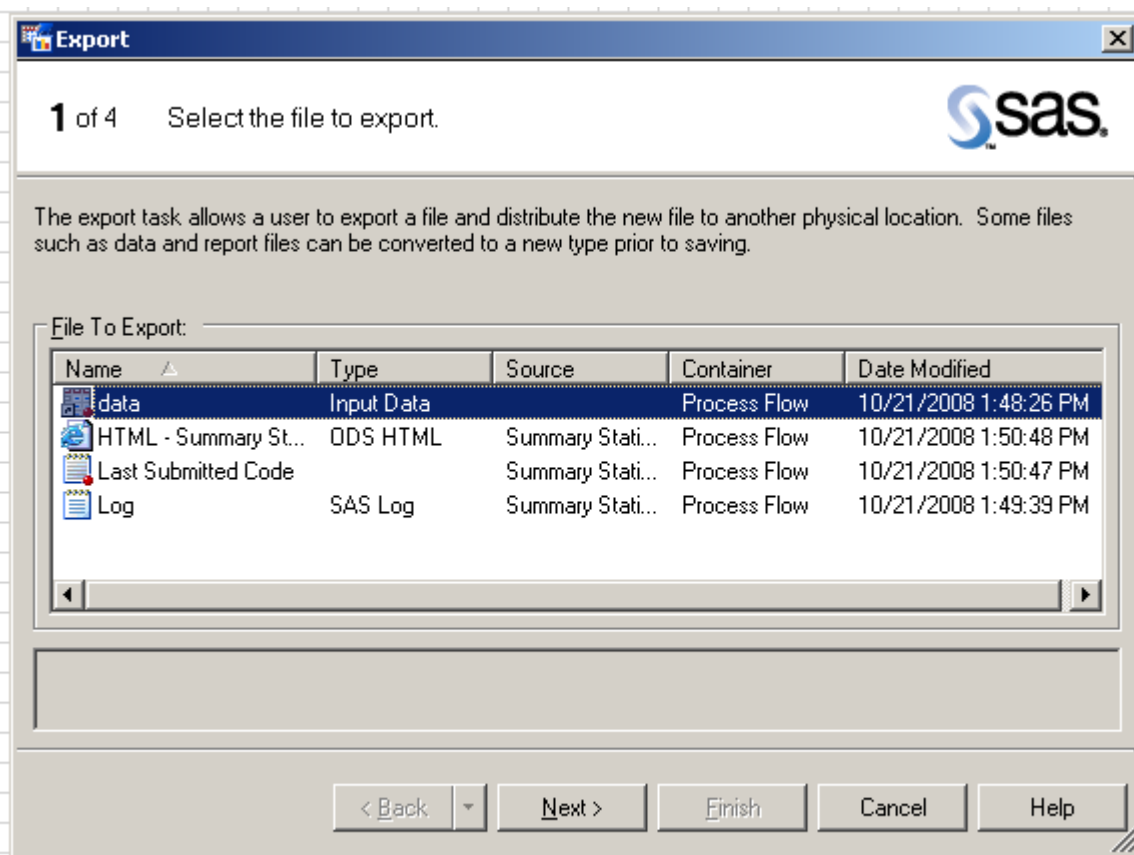 Export
1 of 4 Select the file to export.
sas.
™
The export task allows a user to export a file and distribute the new file to another physical location. Some files
such as data and report files can be converted to a new type prior to saving.
File To Export:
Name Type Source Container Date Modified
data Input Data Process Flow 10/21/2008 1:48:26 PM
HTML - Summary St... ODS HTML Summary Stati... Process Flow 10/21/2008 1:50:48 PM
Last Submitted Code Summary Stati... Process Flow 10/21/2008 1:50:47 PM
Log SAS Log Summary Stati... Process Flow 10/21/2008 1:49:39 PM
< Back Next > Finish Cancel Help